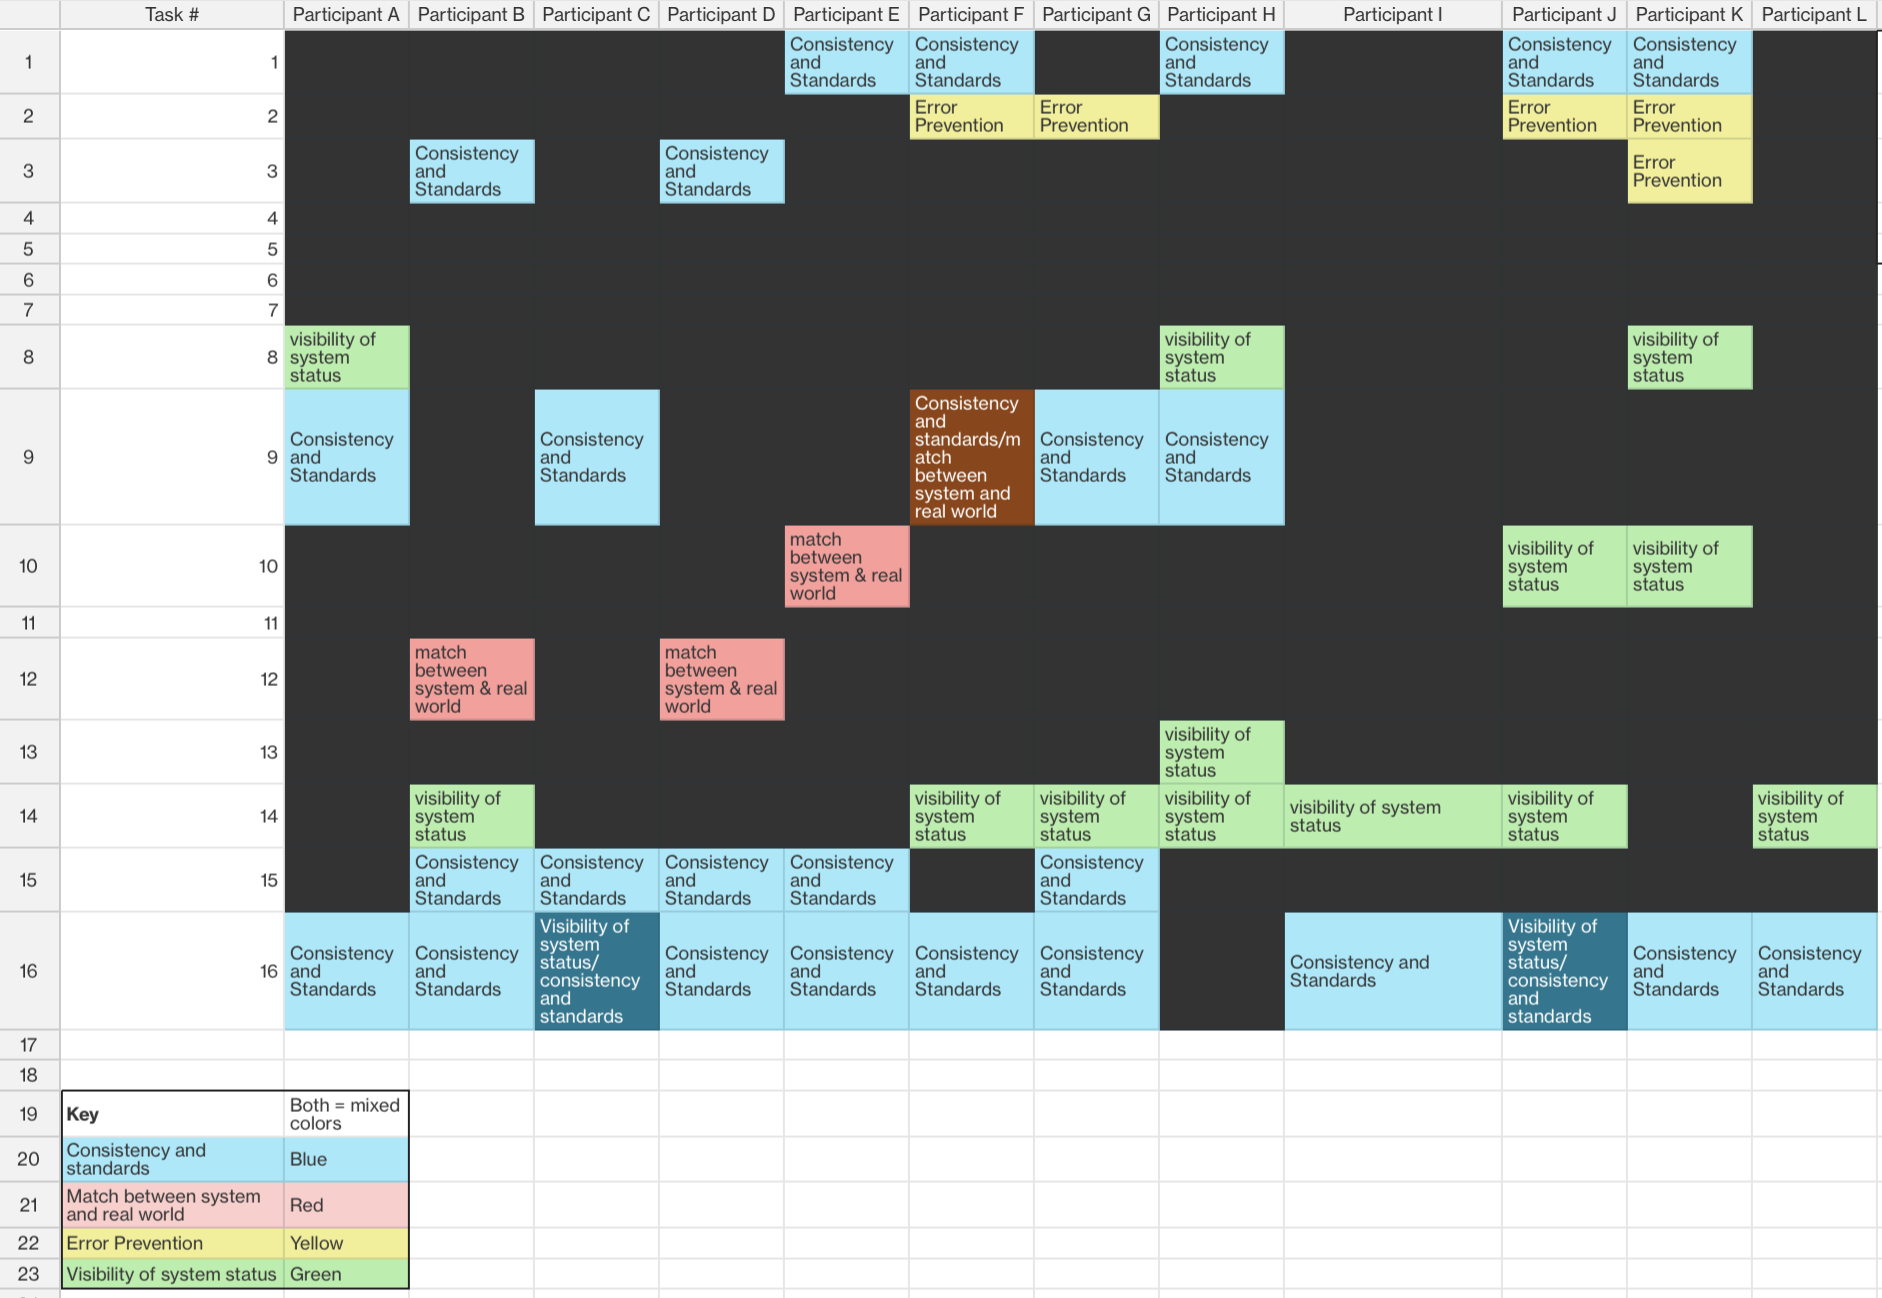 Task # Participant A Participant B Participant C Participant D Participant E Participant F Participant G Participant H Participant I Participant J Participant K Participant L
1 1 Consistency and Standards Consistency and Standards Consistency and Standards Consistency and Standards Consistency and Standards
2 2 Error Prevention Error Prevention Error Prevention Error Prevention
3 3 Consistency and Standards Consistency and Standards Error Prevention
4 4
5 5
6 6
7 7
8 8 visibility of system status visibility of system status visibility of system status
9 9 Consistency and Standards Consistency and Standards Consistency and standards/match between system and real world Consistency and Standards Consistency and Standards
10 10 match between system & real world visibility of system status visibility of system status
11 11
12 12 match between system & real world match between system & real world
13 13 visibility of system status
14 14 visibility of system status visibility of system status visibility of system status visibility of system status visibility of system status visibility of system status visibility of system status
15 15 Consistency and Standards Consistency and Standards Consistency and Standards Consistency and Standards Consistency and Standards
16 16 Consistency and Standards Consistency and Standards Visibility of system status/ consistency and standards Consistency and Standards Consistency and Standards Consistency and Standards Consistency and Standards Consistency and Standards Visibility of system status/ consistency and standards Consistency and Standards Consistency and Standards
17
18
19 Key Both = mixed colors
20 Consistency and standards Blue
21 Match between system and real world Red
22 Error Prevention Yellow
23 Visibility of system status Green